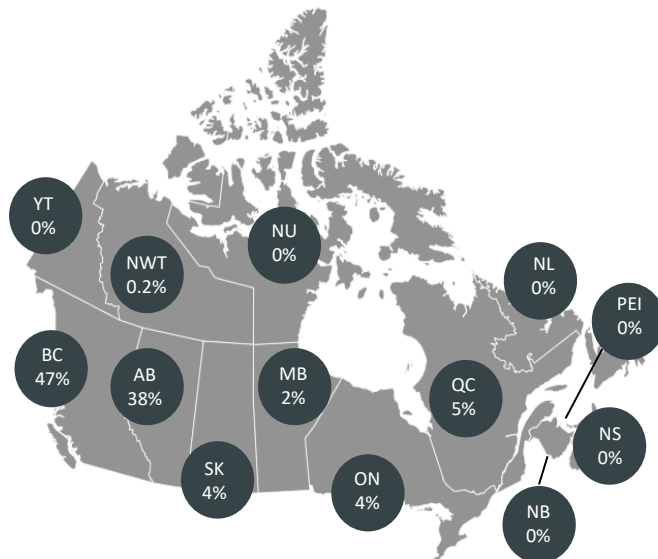 YT
0%
NWT
0.2%
NU
0%
NL
0%
PEI
0%
BC
47%
AB
38%
MB
2%
QC
5%
NS
0%
SK
4%
ON
4%
NB
0%